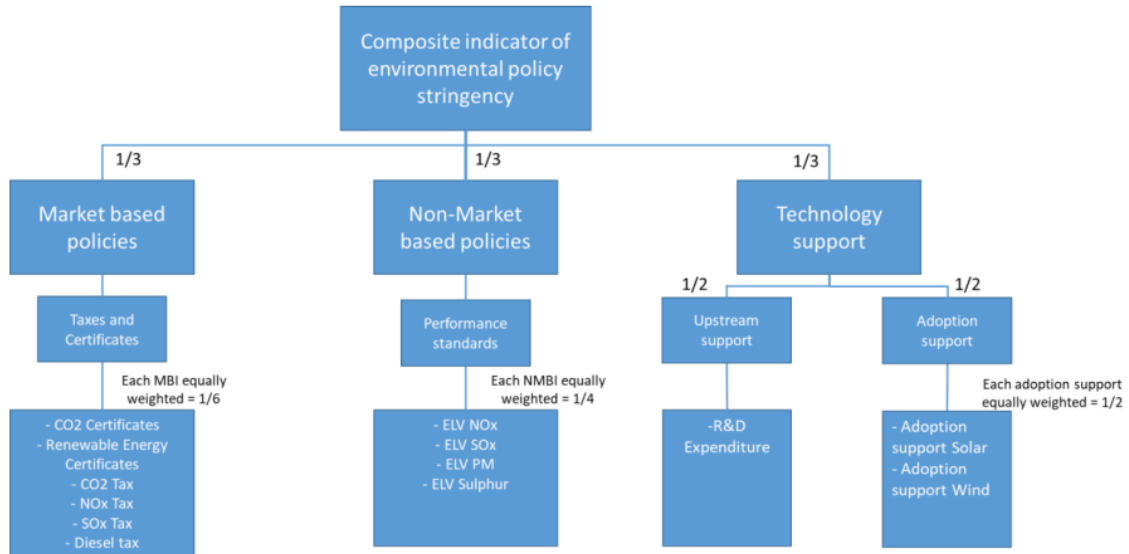 Composite indicator of
environmental policy
stringency
1/3
1/3
1/3
Market based
policies
Non-Market
based policies
Technology
support
1/2
1/2
Taxes and
Certificates
Performance
standards
Upstream
support
Adoption
support
Each MBI equally
weighted = 1/6
Each NMBI equally
weighted = 1/4
Each adoption support
equally weighted = 1/2
- CO2 Certificates
- Renewable Energy
Certificates
- CO2 Tax
- NOx Tax
- SOx Tax
- Diesel tax
- ELV NOx
- ELV SOx
- ELV PM
- ELV Sulphur
-R&D
Expenditure
- Adoption
support Solar
- Adoption
support Wind